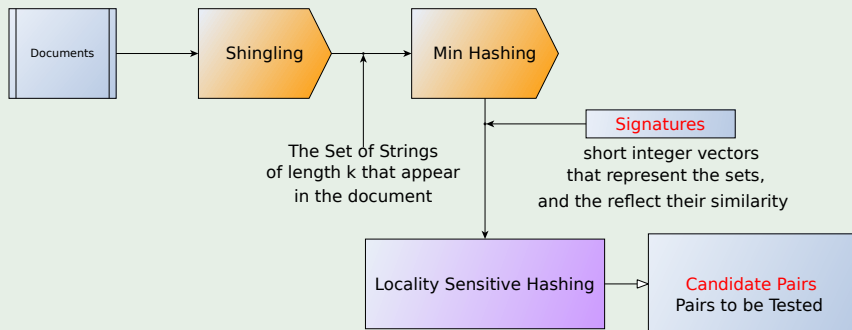 Documents
Shingling
Min Hashing
The Set of Strings
of length k that appear
in the document
Signatures
short integer vectors
that represent the sets,
and the reflect their similarity
Locality Sensitive Hashing
Candidate Pairs
Pairs to be Tested